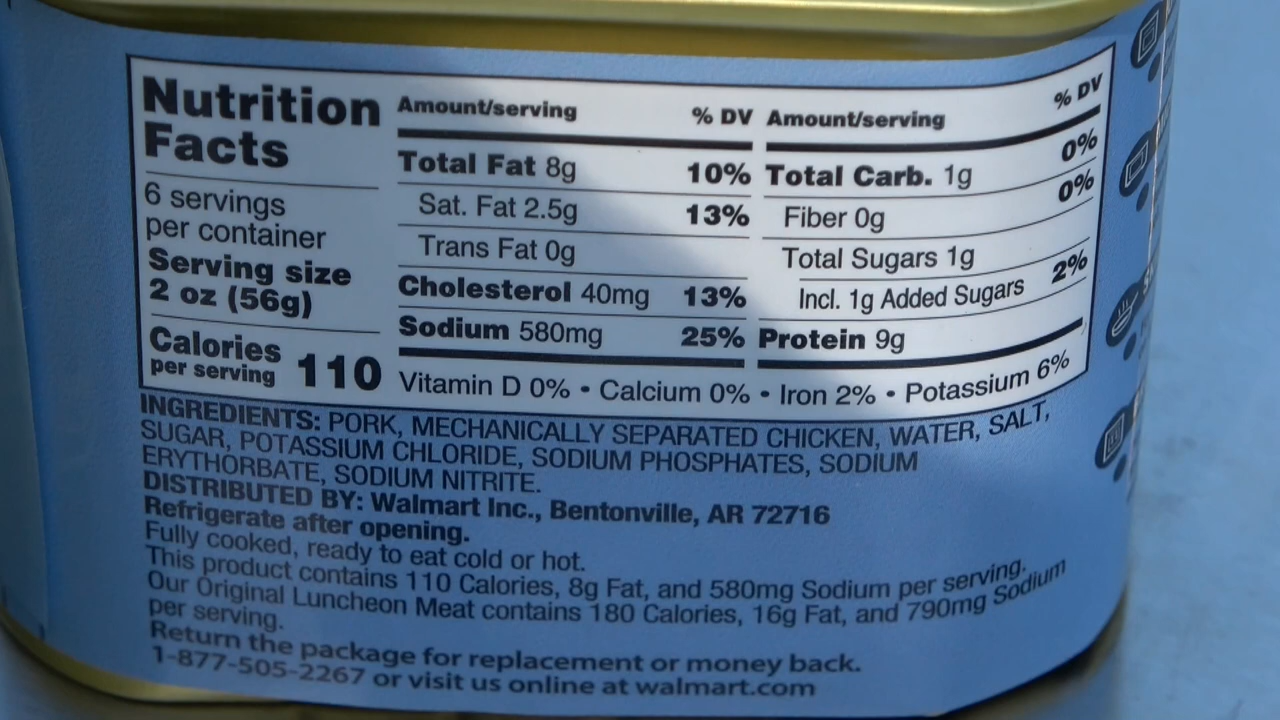 Nutrition
Facts
6 servings
per container
Serving size
2 oz (56g)
Calories
per serving 110
Amount/serving % DV
Total Fat 8g 10%
Sat. Fat 2.5g 13%
Trans Fat 0g
Cholesterol 40mg 13%
Sodium 580mg 25%
Amount/serving % DV
Total Carb. 1g 0%
Fiber 0g 0%
Total Sugars 1g
Incl. 1g Added Sugars 2%
Protein 9g
Vitamin D 0% • Calcium 0% • Iron 2% • Potassium 6%
INGREDIENTS: PORK, MECHANICALLY SEPARATED CHICKEN, WATER, SALT,
SUGAR, POTASSIUM CHLORIDE, SODIUM PHOSPHATES, SODIUM
ERYTHORBATE, SODIUM NITRITE.
DISTRIBUTED BY: Walmart Inc., Bentonville, AR 72716
Refrigerate after opening.
Fully cooked, ready to eat cold or hot.
This product contains 110 Calories, 8g Fat, and 580mg Sodium per serving.
Our Original Luncheon Meat contains 180 Calories, 16g Fat, and 790mg Sodium
per serving.
Return the package for replacement or money back.
1-877-505-2267 or visit us online at walmart.com